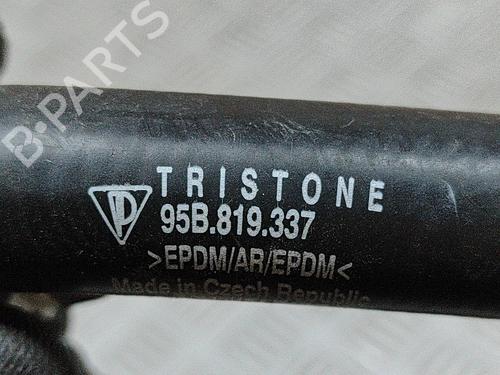 B-PARTS
TRISTONE
95B.819.337
>EPDM/AR/EPDM<
Made in Czech Republic